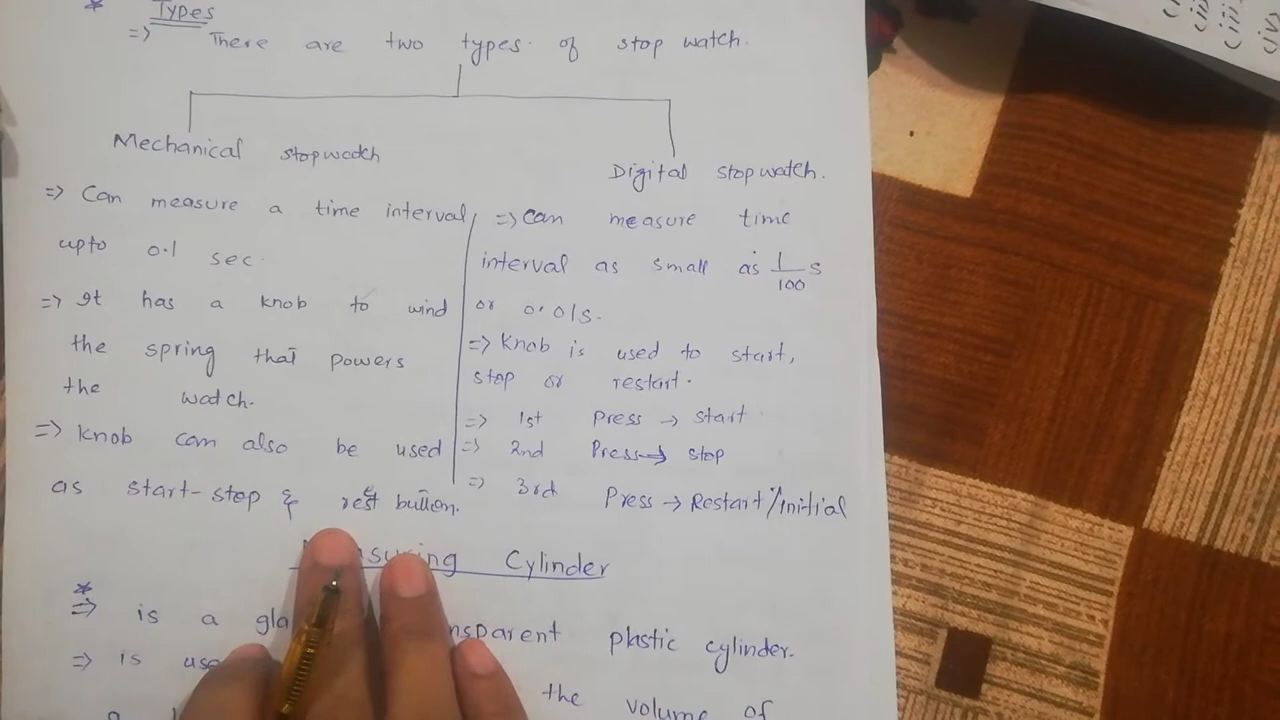 * Types
=> There are two types of stop watch.
Mechanical stopwatch
=> Can measure a time interval
upto 0.1 sec.
=> It has a knob to wind
the spring that powers
the watch.
=> knob can also be used
as start-stop & reset button.
Digital stopwatch.
=> Can measure time
interval as small as 1/100 s
or 0.01s.
=> Knob is used to start,
stop or restart.
=> 1st Press → start
=> 2nd Press → stop
=> 3rd Press → Restart/initial
Measuring Cylinder
*
=> is a transparent plastic cylinder.
=> is
the volume of